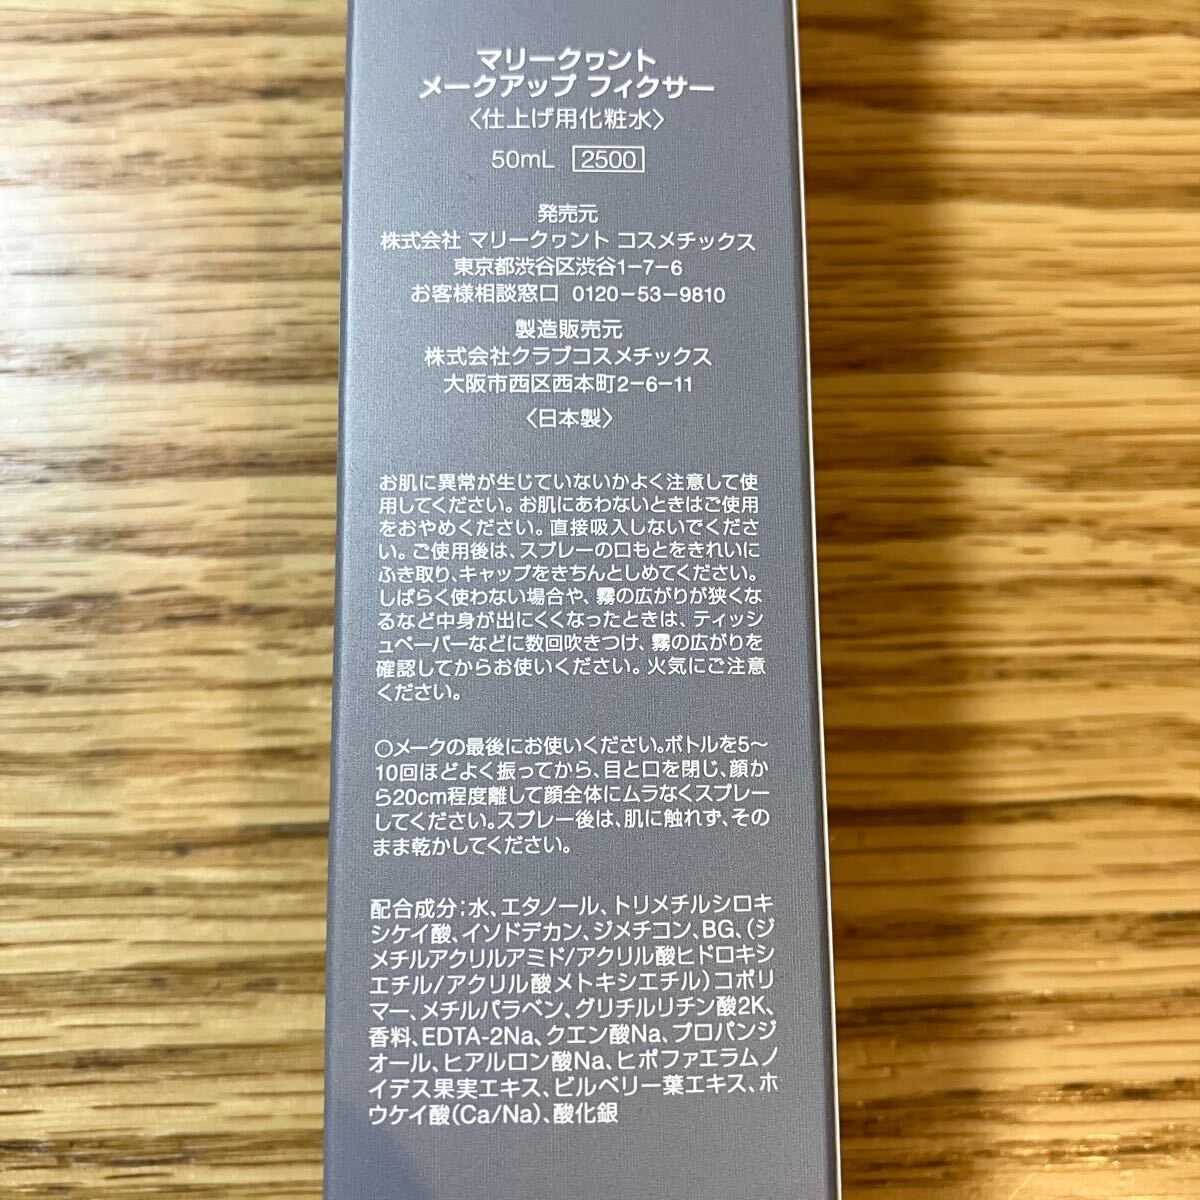 マリークヮント
メークアップ フィクサー
〈仕上げ用化粧水〉
50mL 2500
発売元
株式会社 マリークヮント コスメチックス
東京都渋谷区渋谷1-7-6
お客様相談窓口 0120-53-9810
製造販売元
株式会社クラブコスメチックス
大阪市西区西本町2-6-11
〈日本製〉
お肌に異常が生じていないかよく注意して使
用してください。お肌にあわないときはご使用
をおやめください。直接吸入しないでくださ
い。ご使用後は、スプレーの口もとをきれいに
ふき取り、キャップをきちんとしめてください。
しばらく使わない場合や、霧の広がりが狭くな
るなど中身が出にくくなったときは、ティッシ
ュペーパーなどに数回吹きつけ、霧の広がりを
確認してからお使いください。火気にご注意
ください。
○メークの最後にお使いください。ボトルを5〜
10回ほどよく振ってから、目と口を閉じ、顔か
ら20cm程度離して顔全体にムラなくスプレー
してください。スプレー後は、肌に触れず、その
まま乾かしてください。
配合成分:水、エタノール、トリメチルシロキ
シケイ酸、イソドデカン、ジメチコン、BG、(ジ
メチルアクリルアミド/アクリル酸ヒドロキシ
エチル/アクリル酸メトキシエチル)コポリ
マー、メチルパラベン、グリチルリチン酸2K、
香料、EDTA-2Na、クエン酸Na、プロパンジ
オール、ヒアルロン酸Na、ヒポファエラムノ
イデス果実エキス、ビルベリー葉エキス、ホ
ウケイ酸(Ca/Na)、酸化銀